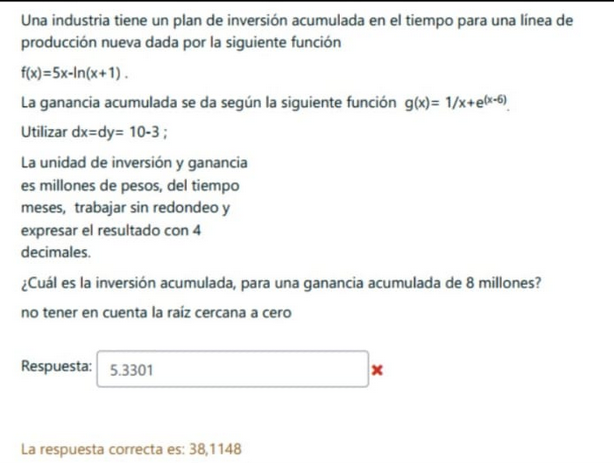 Una industria tiene un plan de inversión acumulada en el tiempo para una línea de
producción nueva dada por la siguiente función
f(x)=5x-ln(x+1) .
La ganancia acumulada se da según la siguiente función g(x)= 1/x+e(x-6).
Utilizar dx=dy= 10-3 ;
La unidad de inversión y ganancia
es millones de pesos, del tiempo
meses, trabajar sin redondeo y
expresar el resultado con 4
decimales.
¿Cuál es la inversión acumulada, para una ganancia acumulada de 8 millones?
no tener en cuenta la raíz cercana a cero
Respuesta: 5.3301 ✖
La respuesta correcta es: 38,1148